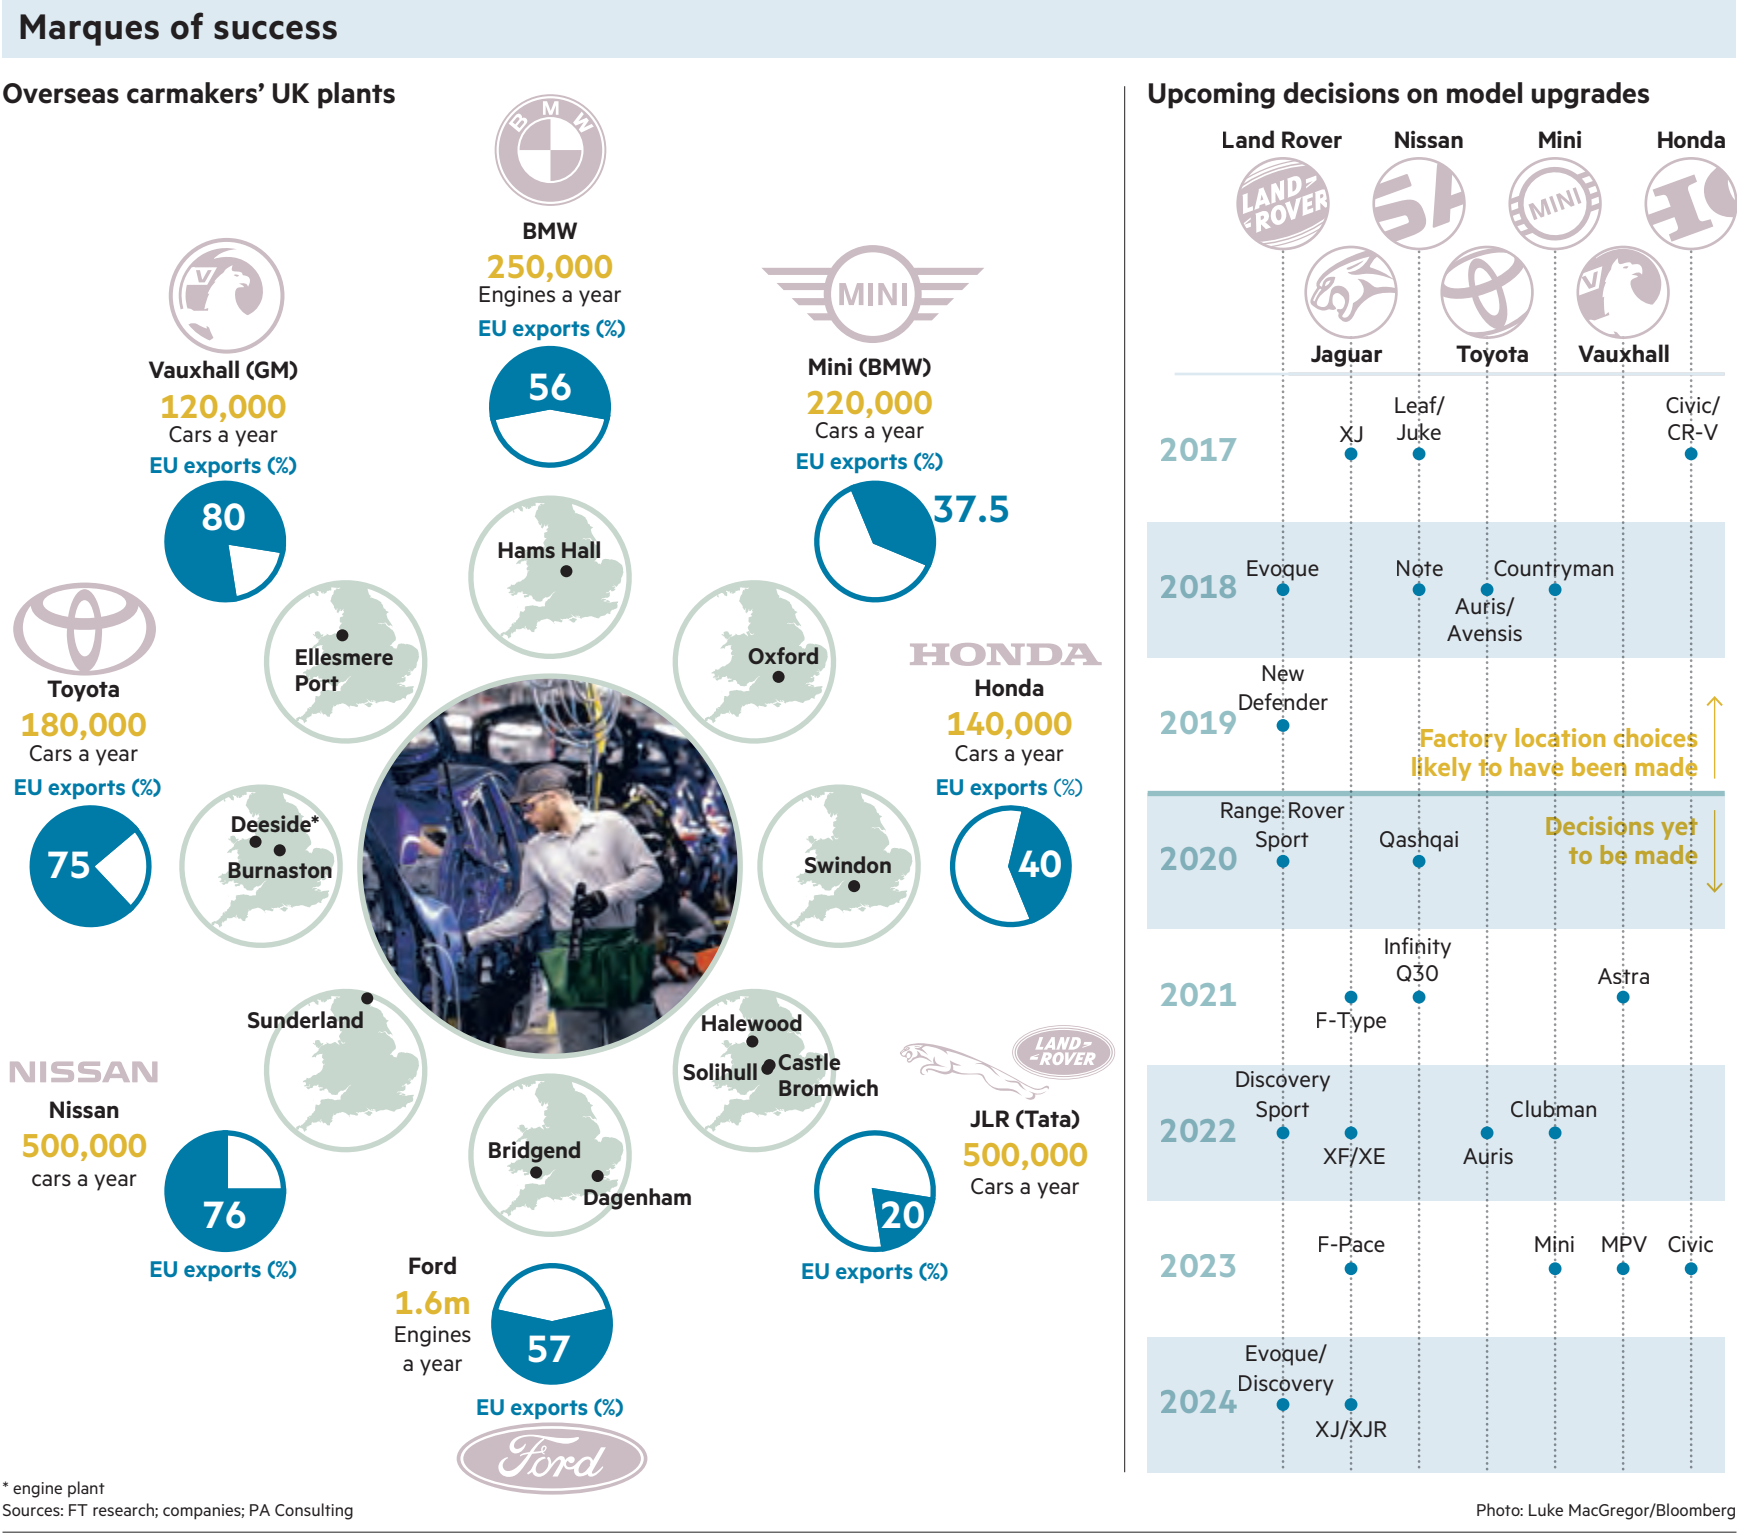 Marques of success
Overseas carmakers’ UK plants
BMW
BMW
250,000
Engines a year
EU exports (%)
56
Hams Hall
MINI
Mini (BMW)
220,000
Cars a year
EU exports (%)
37.5
Oxford
HONDA
Honda
140,000
Cars a year
EU exports (%)
40
Swindon
LAND-
-ROVER
JLR (Tata)
500,000
Cars a year
20
EU exports (%)
Halewood
Solihull
Castle
Bromwich
Bridgend
Dagenham
Ford
1.6m
Engines
a year
57
EU exports (%)
Ford
Sunderland
NISSAN
Nissan
500,000
cars a year
76
EU exports (%)
Toyota
180,000
Cars a year
EU exports (%)
75
Deeside*
Burnaston
V
Vauxhall (GM)
120,000
Cars a year
EU exports (%)
80
Ellesmere
Port
Upcoming decisions on model upgrades
Land Rover
Nissan
Mini
Honda
LAND-
-ROVER
SA
MINI
V
Jaguar
Toyota
Vauxhall
2017
XJ
Leaf/
Juke
Civic/
CR-V
2018
Evoque
Note
Auris/
Avensis
Countryman
2019
New
Defender
Factory location choices
likely to have been made
2020
Range Rover
Sport
Qashqai
Decisions yet
to be made
2021
F-Type
Infinity
Q30
Astra
2022
Discovery
Sport
XF/XE
Auris
Clubman
2023
F-Pace
Mini
MPV
Civic
2024
Evoque/
Discovery
XJ/XJR
* engine plant
Sources: FT research; companies; PA Consulting
Photo: Luke MacGregor/Bloomberg